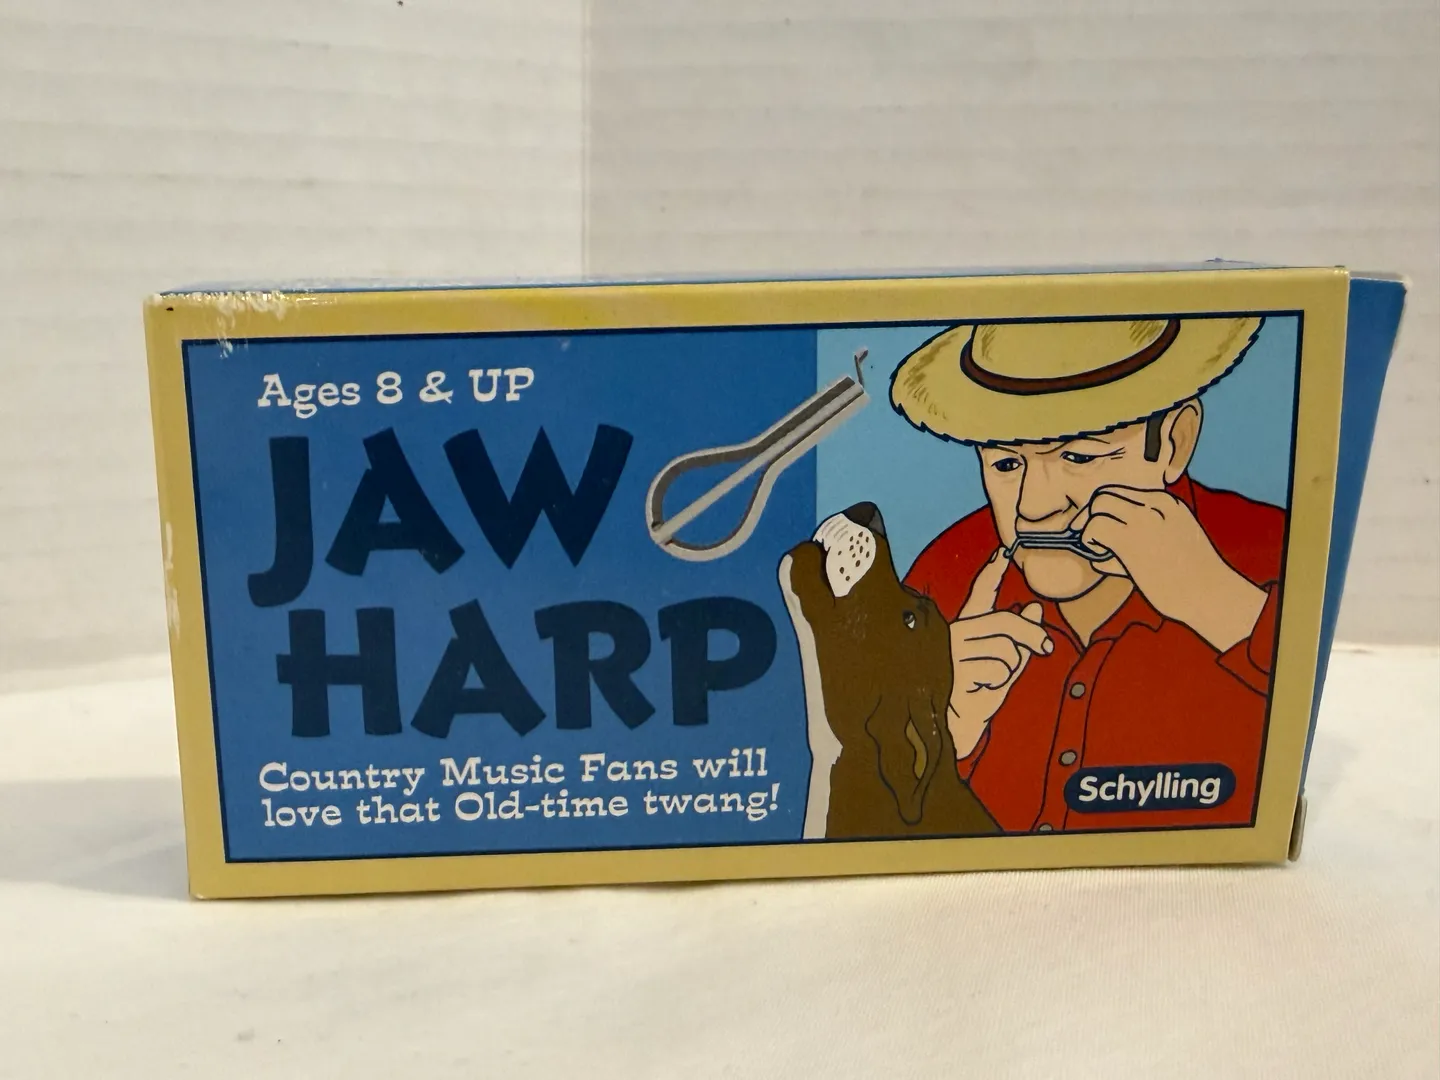 Ages 8 & UP
JAW
HARP
Country Music Fans will
love that Old-time twang!
Schylling